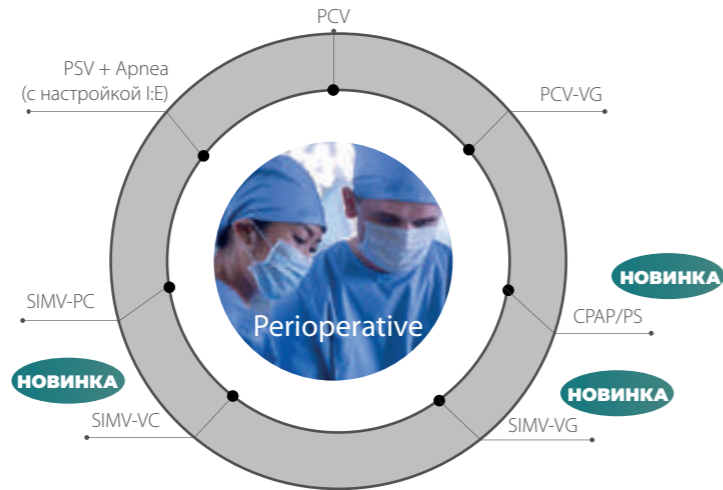 PCV
PSV + Apnea
(с настройкой I:E)
PCV-VG
НОВИНКА
SIMV-PC
CPAP/PS
Perioperative
НОВИНКА
НОВИНКА
SIMV-VC
SIMV-VG